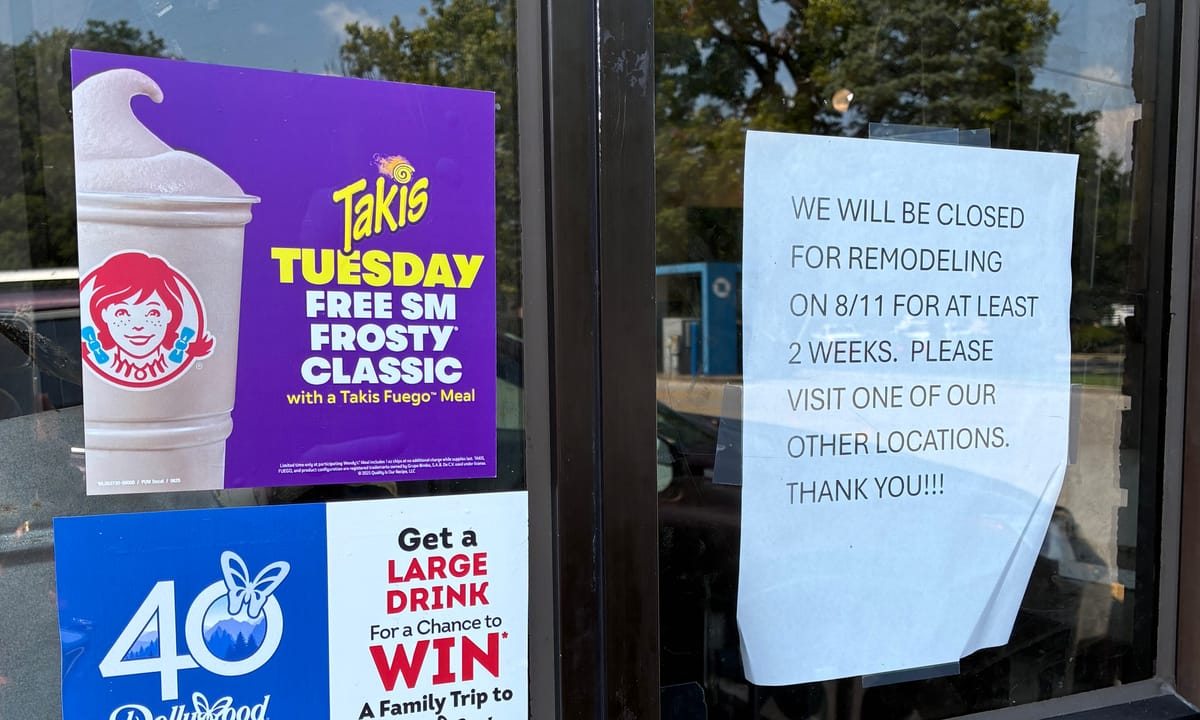 Takis
TUESDAY
FREE SM
FROSTY
CLASSIC
with a Takis Fuego™ Meal
40
Dollywood
Get a
LARGE
DRINK
For a Chance to
WIN*
A Family Trip to
WE WILL BE CLOSED
FOR REMODELING
ON 8/11 FOR AT LEAST
2 WEEKS. PLEASE
VISIT ONE OF OUR
OTHER LOCATIONS.
THANK YOU!!!